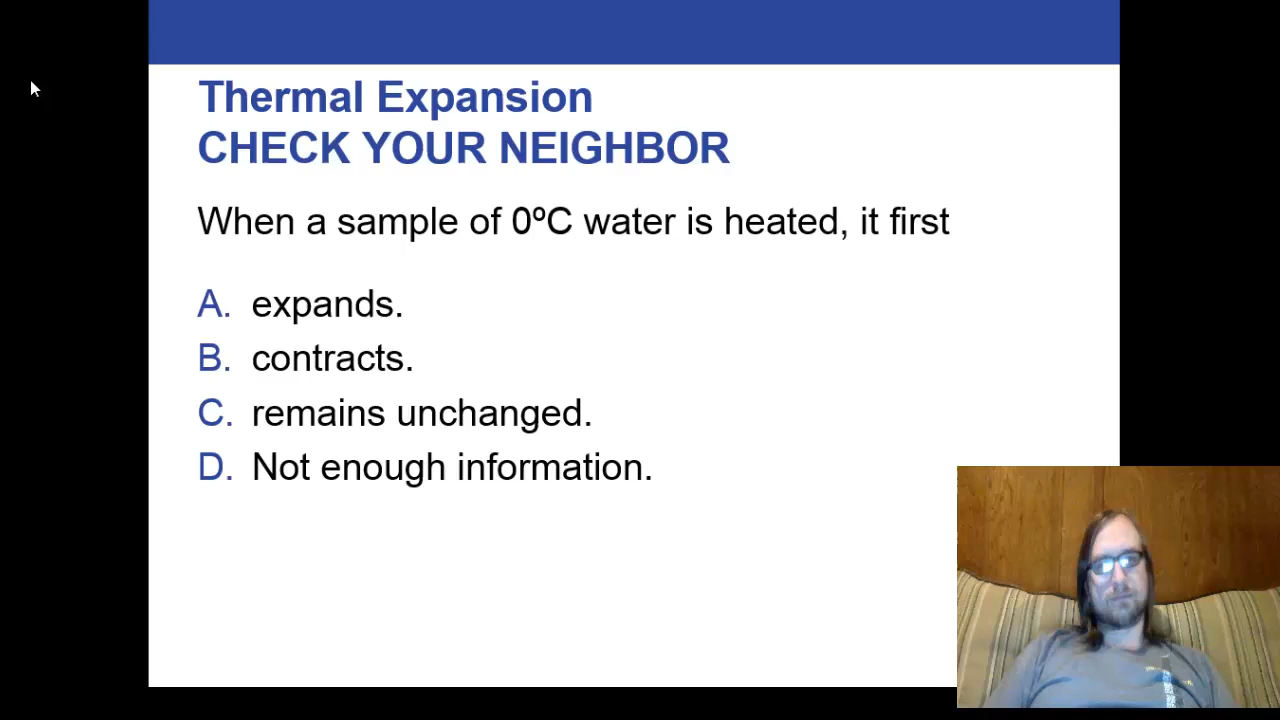 Thermal Expansion
CHECK YOUR NEIGHBOR
When a sample of 0ºC water is heated, it first
A. expands.
B. contracts.
C. remains unchanged.
D. Not enough information.